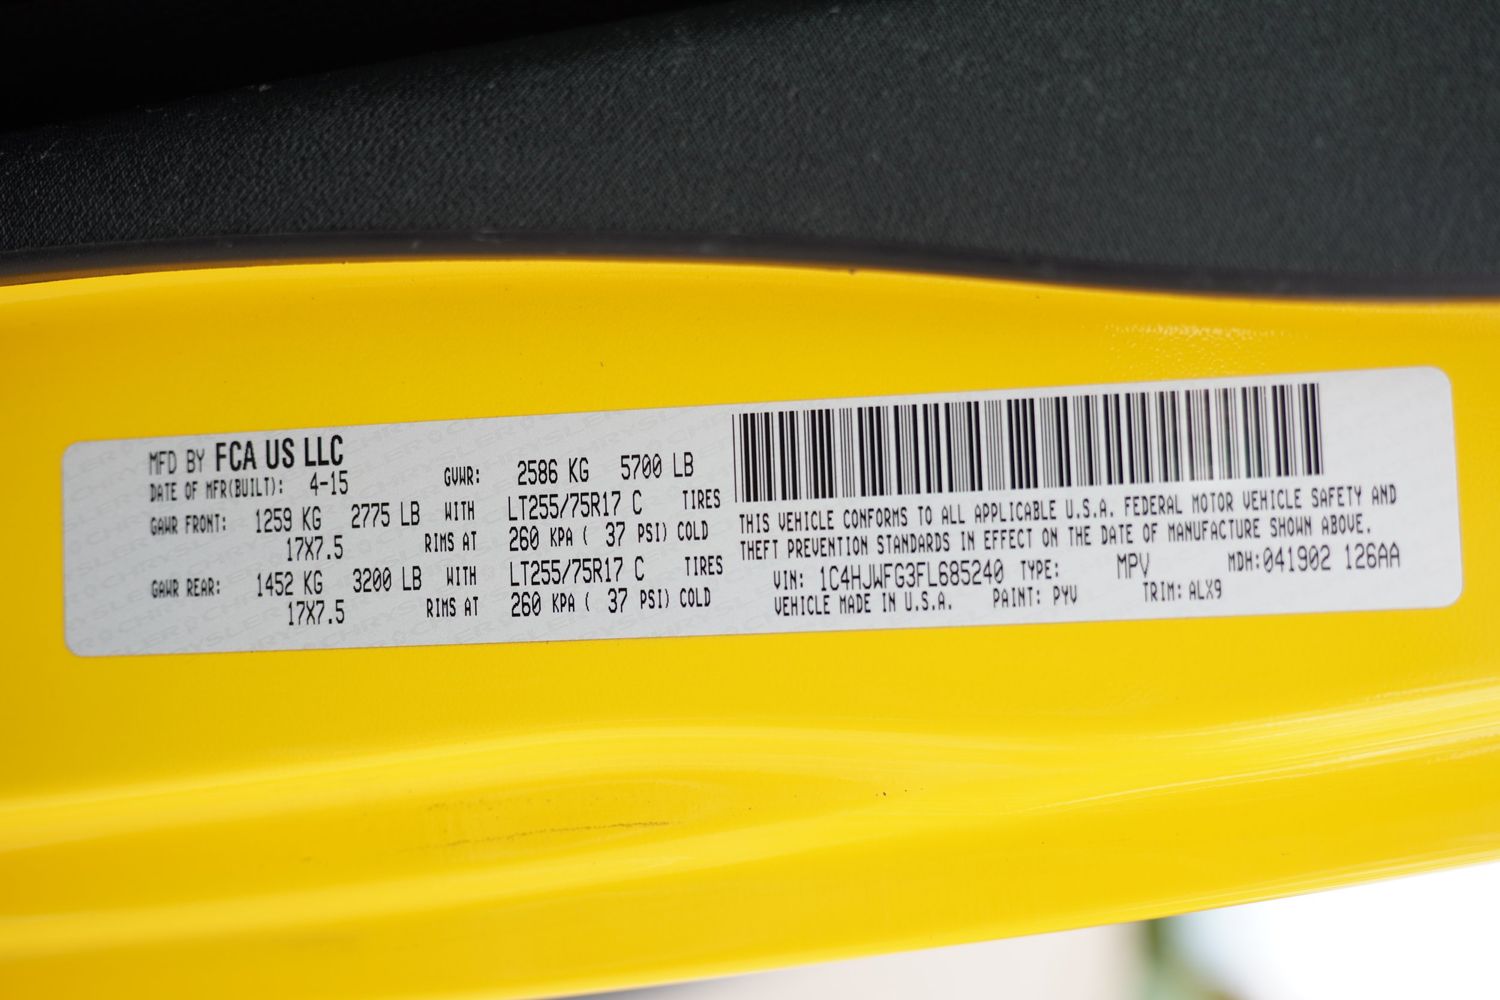 MFD BY FCA US LLC
DATE OF MFR(BUILT): 4-15 GVWR: 2586 KG 5700 LB
GAWR FRONT: 1259 KG 2775 LB WITH LT255/75R17 C TIRES
17X7.5 RIMS AT 260 KPA ( 37 PSI) COLD
GAWR REAR: 1452 KG 3200 LB WITH LT255/75R17 C TIRES
17X7.5 RIMS AT 260 KPA ( 37 PSI) COLD
THIS VEHICLE CONFORMS TO ALL APPLICABLE U.S.A. FEDERAL MOTOR VEHICLE SAFETY AND
THEFT PREVENTION STANDARDS IN EFFECT ON THE DATE OF MANUFACTURE SHOWN ABOVE.
VIN: 1C4HJWFG3FL685240 TYPE: MPV MDH:041902 126AA
VEHICLE MADE IN U.S.A. PAINT: PYV TRIM: ALX9